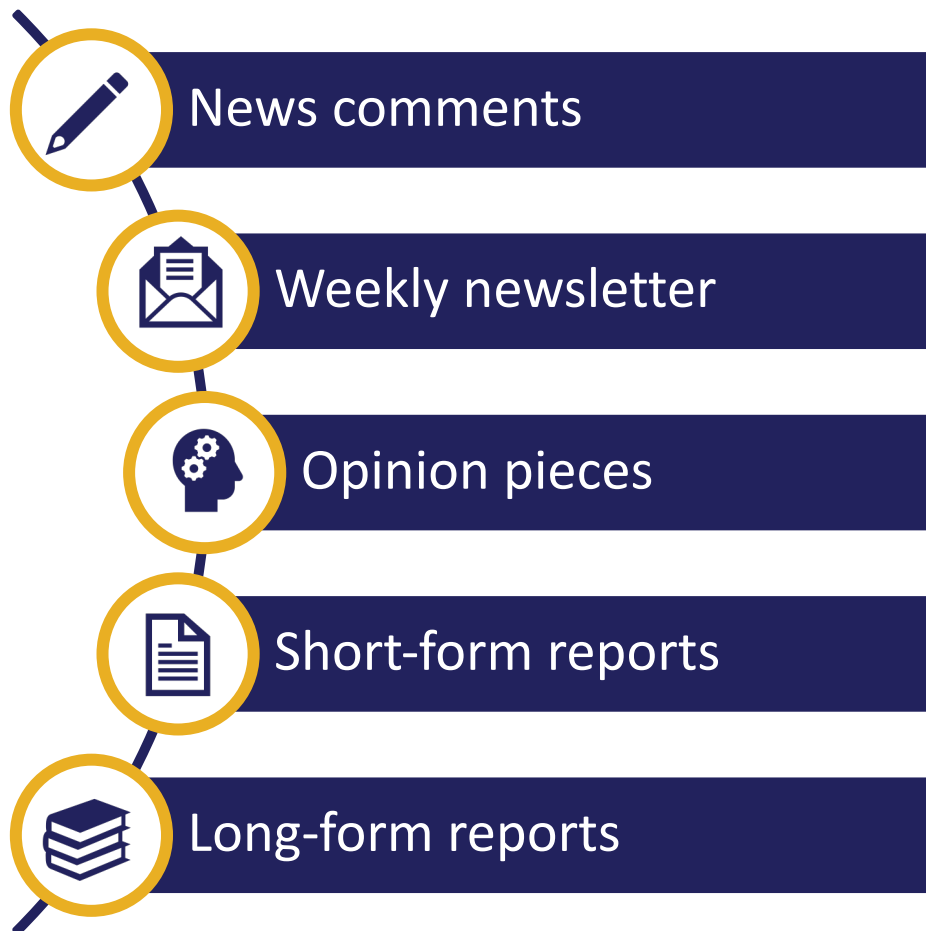 News comments
Weekly newsletter
Opinion pieces
Short-form reports
Long-form reports